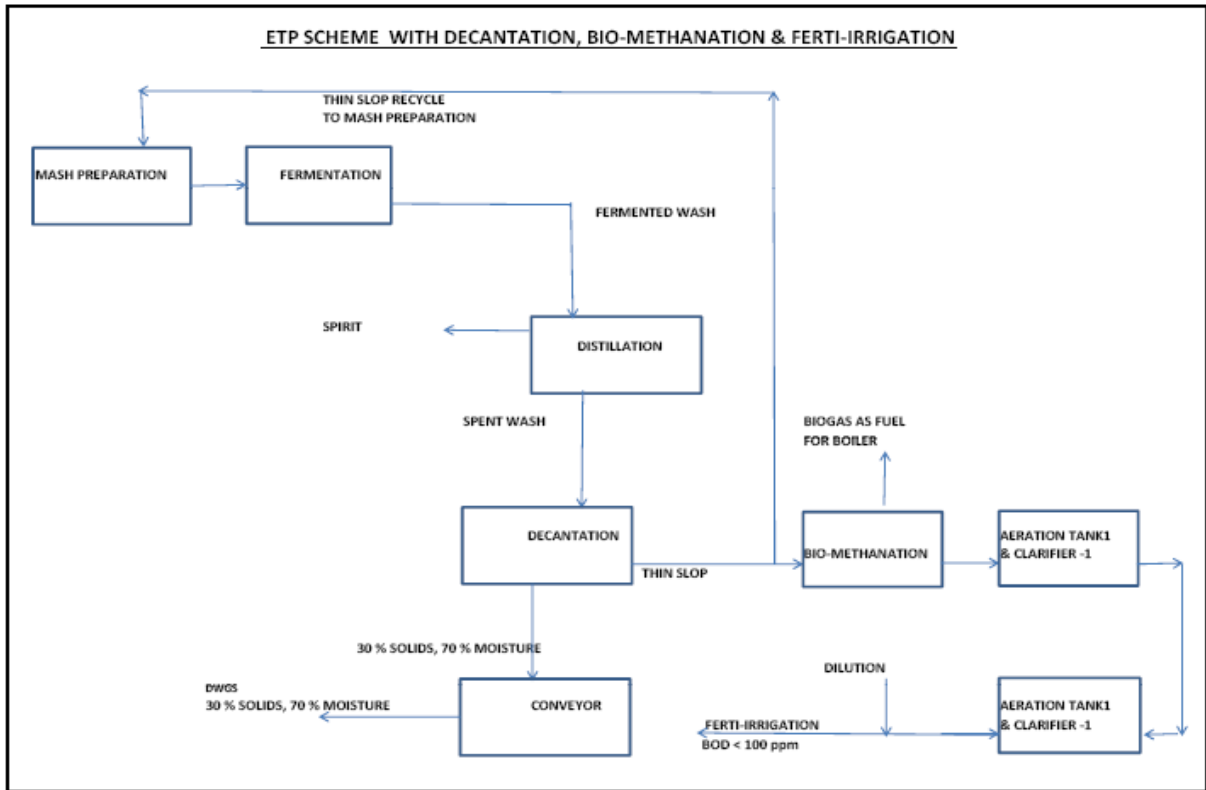 ETP SCHEME WITH DECANTATION, BIO-METHANATION & FERTI-IRRIGATION
THIN SLOP RECYCLE
TO MASH PREPARATION
MASH PREPARATION
FERMENTATION
FERMENTED WASH
SPIRIT
DISTILLATION
SPENT WASH
BIOGAS AS FUEL
FOR BOILER
DECANTATION
THIN SLOP
BIO-METHANATION
AERATION TANK1
& CLARIFIER -1
30 % SOLIDS, 70 % MOISTURE
DWGS
30 % SOLIDS, 70 % MOISTURE
CONVEYOR
DILUTION
FERTI-IRRIGATION
BOD < 100 ppm
AERATION TANK1
& CLARIFIER -1